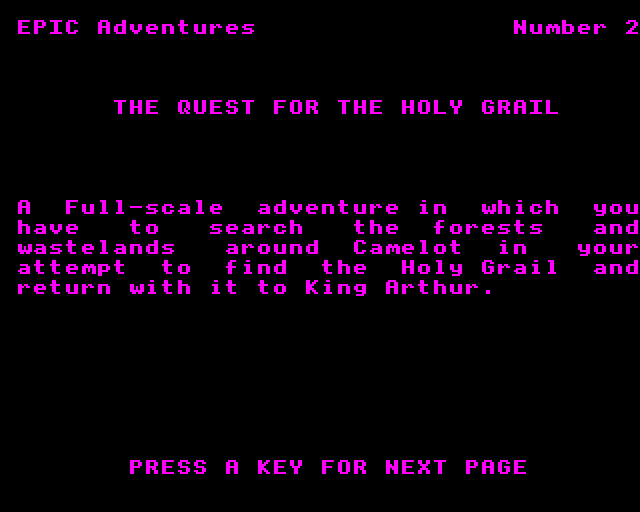 EPIC Adventures Number 2
THE QUEST FOR THE HOLY GRAIL
A Full-scale adventure in which you
have to search the forests and
wastelands around Camelot in your
attempt to find the Holy Grail and
return with it to King Arthur.
PRESS A KEY FOR NEXT PAGE